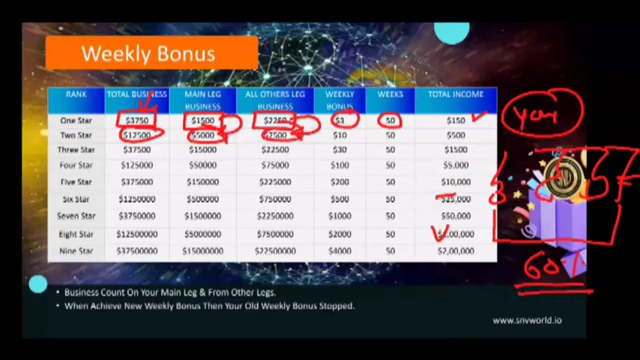 Weekly Bonus
RANK TOTAL BUSINESS MAIN LEG BUSINESS ALL OTHERS LEG BUSINESS WEEKLY BONUS WEEKS TOTAL INCOME
One Star $3750 $1500 $2250 $3 50 $150
Two Star $12500 $5000 $7500 $10 50 $500
Three Star $37500 $15000 $22500 $30 50 $1500
Four Star $125000 $50000 $75000 $100 50 $5,000
Five Star $375000 $150000 $225000 $200 50 $10,000
Six Star $1250000 $500000 $750000 $500 50 $25,000
Seven Star $3750000 $1500000 $2250000 $1000 50 $50,000
Eight Star $12500000 $5000000 $7500000 $2000 50 $1,00,000
Nine Star $37500000 $15000000 $22500000 $4000 50 $2,00,000
you
60%
• Business Count On Your Main Leg & From Other Legs.
• When Achieve New Weekly Bonus Then Your Old Weekly Bonus Stopped.
www.snvworld.io